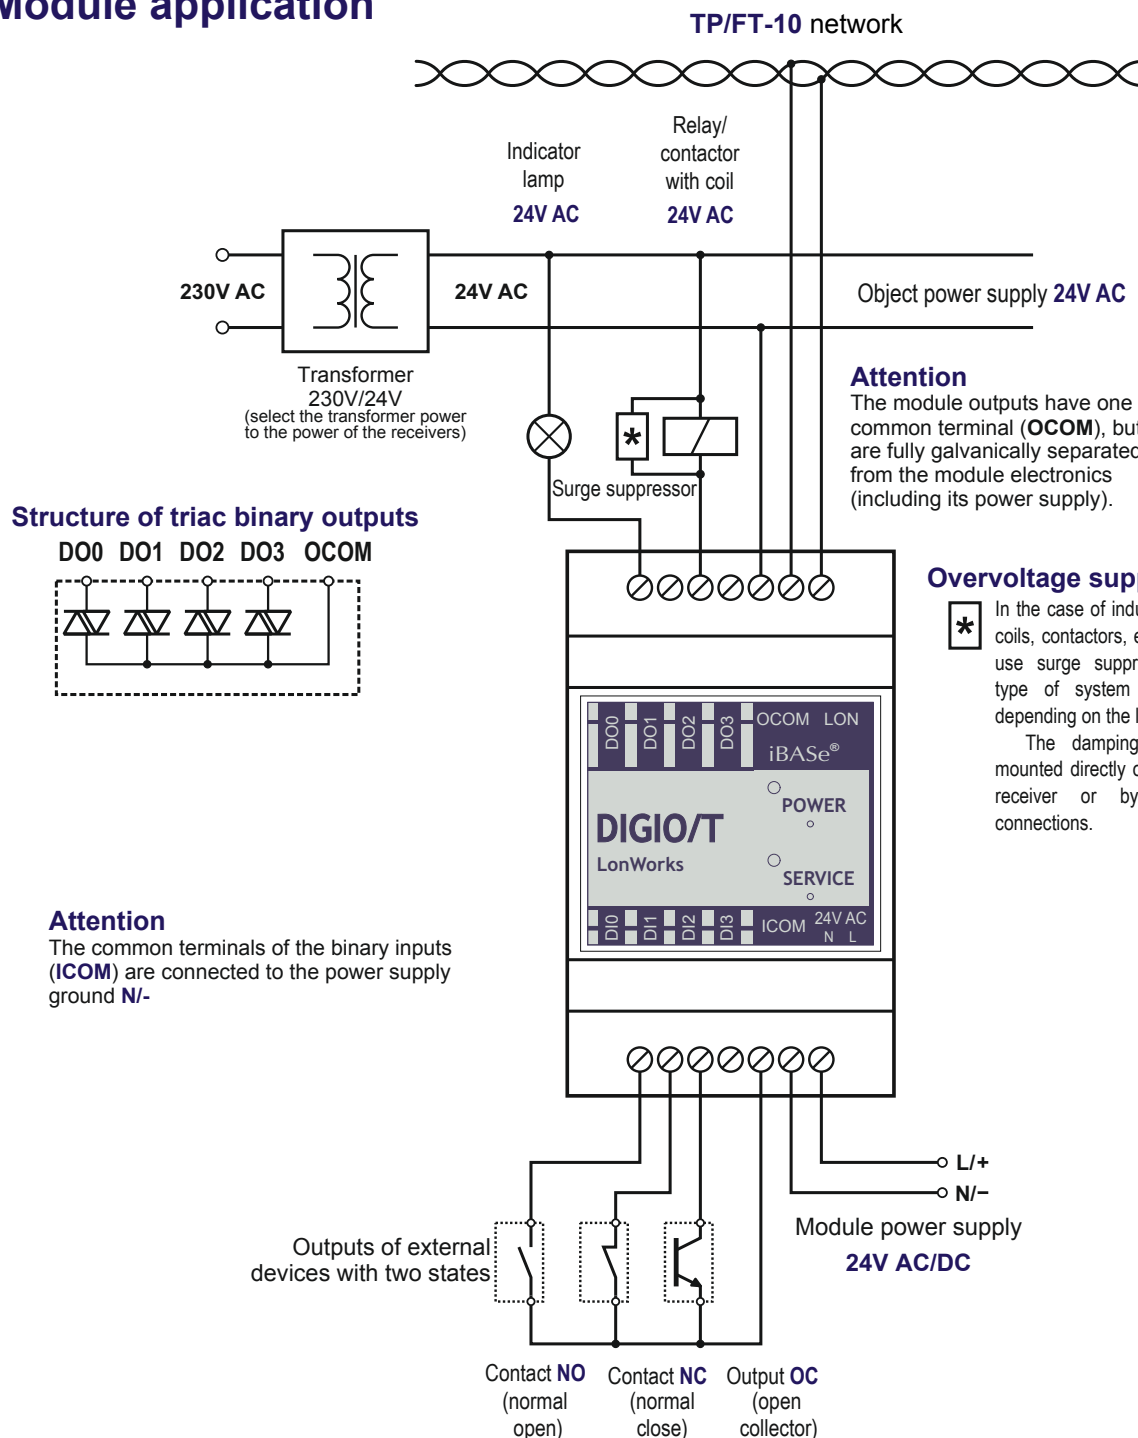 Module application
TP/FT-10 network
Relay/
contactor
with coil
24V AC
Indicator
lamp
24V AC
230V AC
24V AC
Object power supply 24V AC
Transformer
230V/24V
(select the transformer power
to the power of the receivers)
Attention
The module outputs have one
common terminal (OCOM), but
are fully galvanically separated
from the module electronics
(including its power supply).
*
Surge suppressor
Structure of triac binary outputs
DO0 DO1 DO2 DO3 OCOM
Overvoltage supp
*
In the case of indu
coils, contactors, e
use surge suppr
type of system
depending on the l
The damping
mounted directly o
receiver or by
connections.
DO0 DO1 DO2 DO3 OCOM LON
iBASe®
POWER
DIGIO/T
LonWorks
SERVICE
DI0 DI1 DI2 DI3 ICOM 24V AC
N L
Attention
The common terminals of the binary inputs
(ICOM) are connected to the power supply
ground N/-
L/+
N/−
Module power supply
24V AC/DC
Outputs of external
devices with two states
Contact NO
(normal
open)
Contact NC
(normal
close)
Output OC
(open
collector)